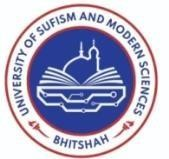 UNIVERSITY OF SUFISM AND MODERN SCIENCES
BHITSHAH